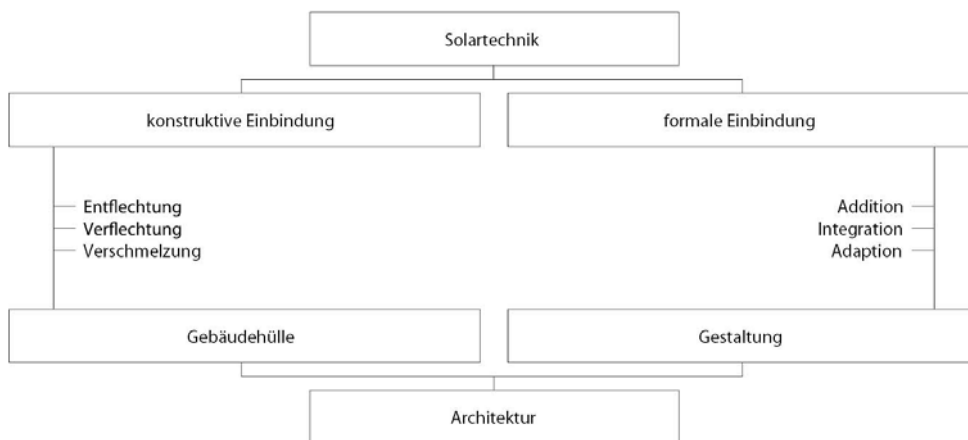 Solartechnik
konstruktive Einbindung
formale Einbindung
Entflechtung
Verflechtung
Verschmelzung
Addition
Integration
Adaption
Gebäudehülle
Gestaltung
Architektur